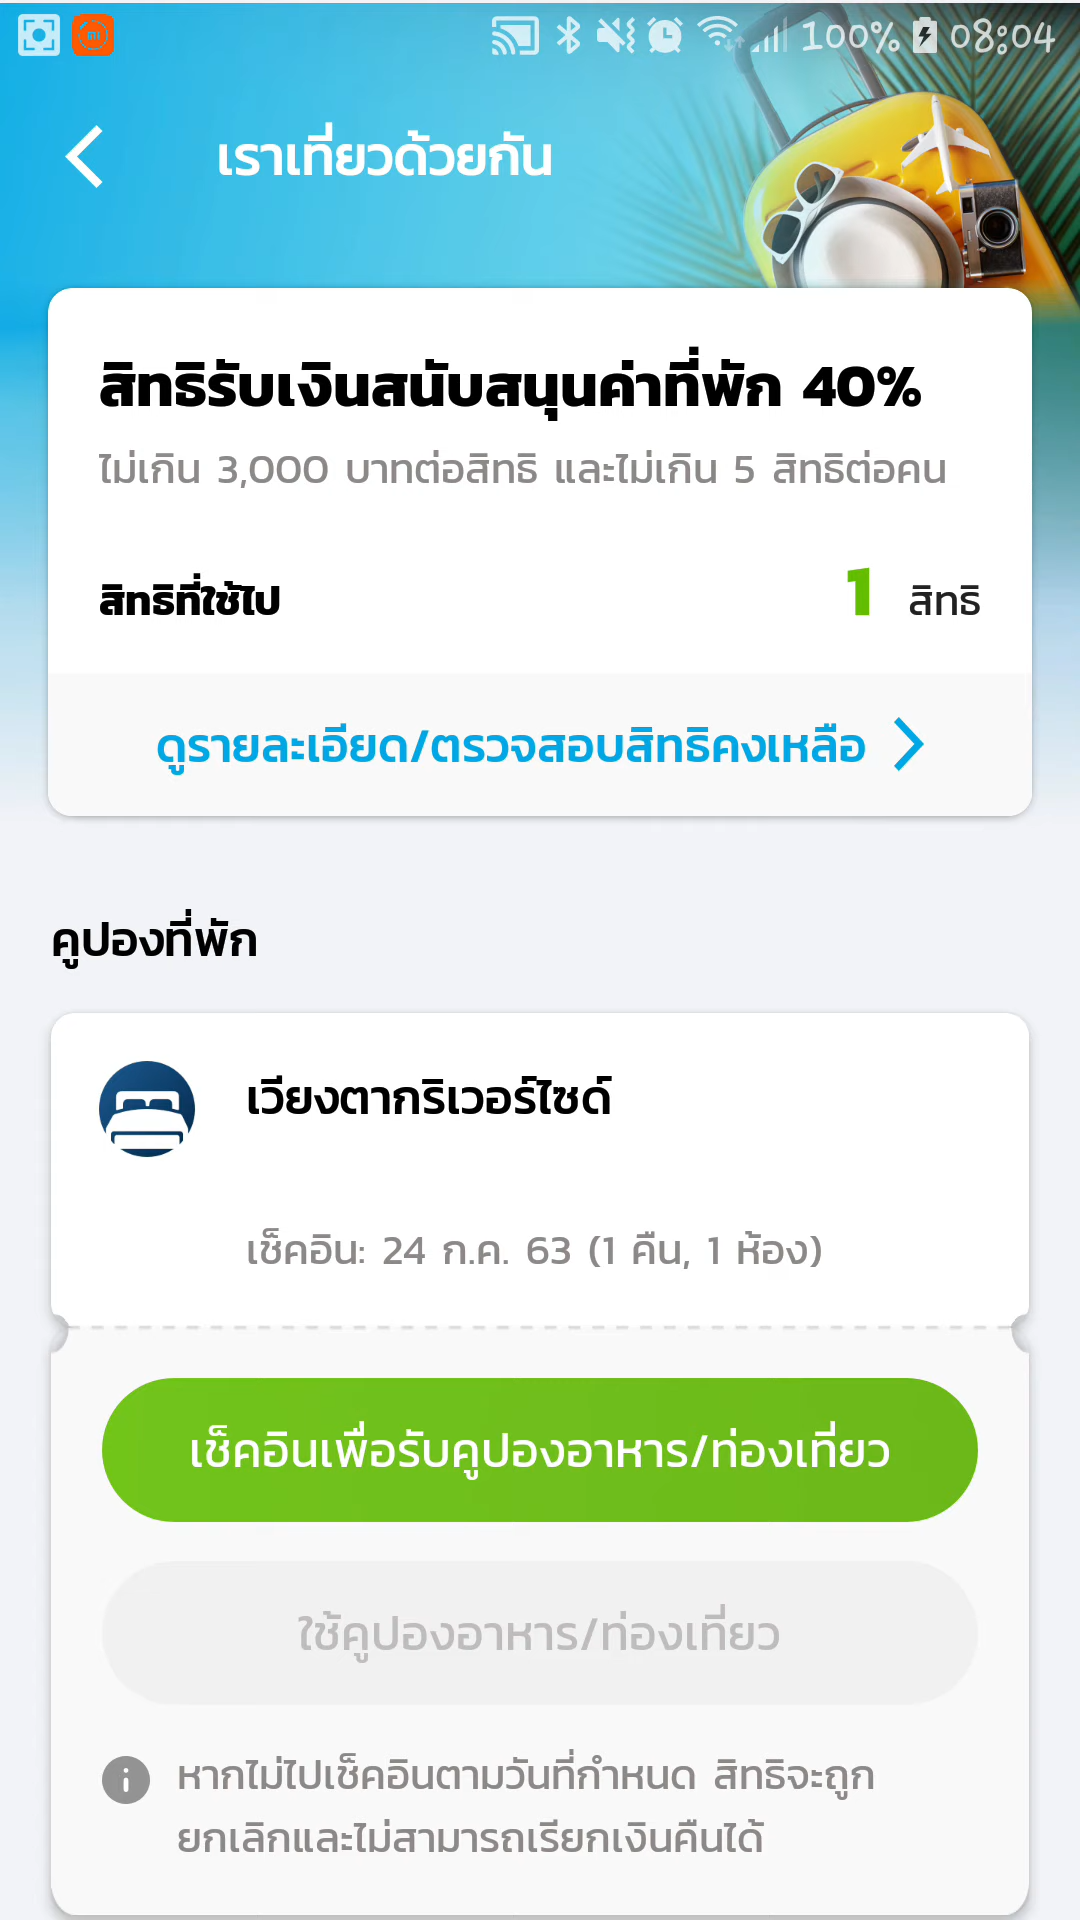 100% 08:04
เราเที่ยวด้วยกัน
สิทธิรับเงินสนับสนุนค่าที่พัก 40%
ไม่เกิน 3,000 บาทต่อสิทธิ และไม่เกิน 5 สิทธิต่อคน
สิทธิที่ใช้ไป 1 สิทธิ
ดูรายละเอียด/ตรวจสอบสิทธิคงเหลือ
คูปองที่พัก
เวียงตากริเวอร์ไซด์
เช็คอิน: 24 ก.ค. 63 (1 คืน, 1 ห้อง)
เช็คอินเพื่อรับคูปองอาหาร/ท่องเที่ยว
ใช้คูปองอาหาร/ท่องเที่ยว
หากไม่ไปเช็คอินตามวันที่กำหนด สิทธิจะถูก
ยกเลิกและไม่สามารถเรียกเงินคืนได้